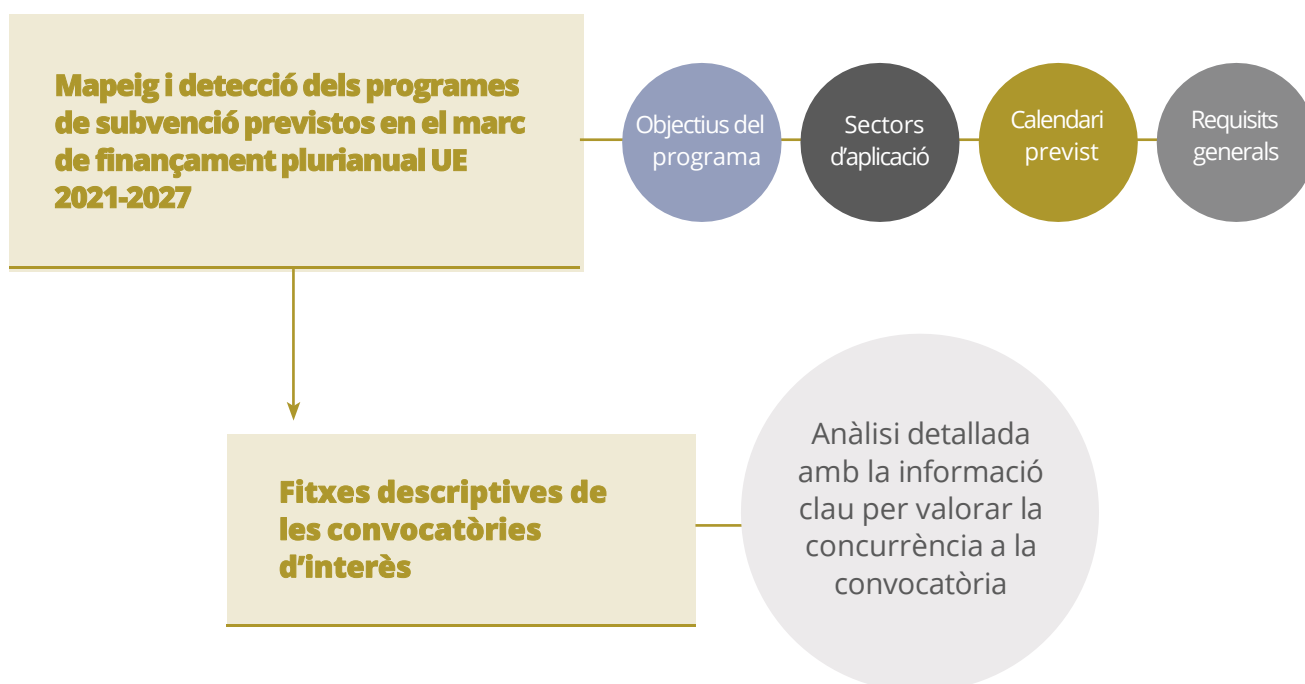 Mapeig i detecció dels programes
de subvenció previstos en el marc
de finançament plurianual UE
2021-2027
Objectius del
programa
Sectors
d’aplicació
Calendari
previst
Requisits
generals
Fitxes descriptives de
les convocatòries
d’interès
Anàlisi detallada
amb la informació
clau per valorar la
concurrència a la
convocatòria